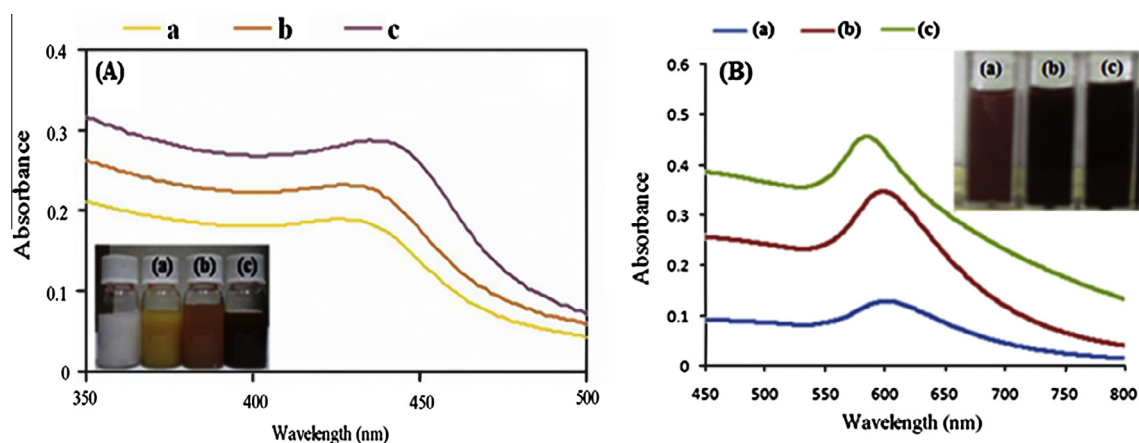 a b c
(A)
0.4
0.3
0.2
0.1
0
Absorbance
(a) (b) (c)
350 400 450 500
Wavelength (nm)
(a) (b) (c)
(B)
0.6
0.5
0.4
0.3
0.2
0.1
0
Absorbance
(a) (b) (c)
450 500 550 600 650 700 750 800
Wavelength (nm)